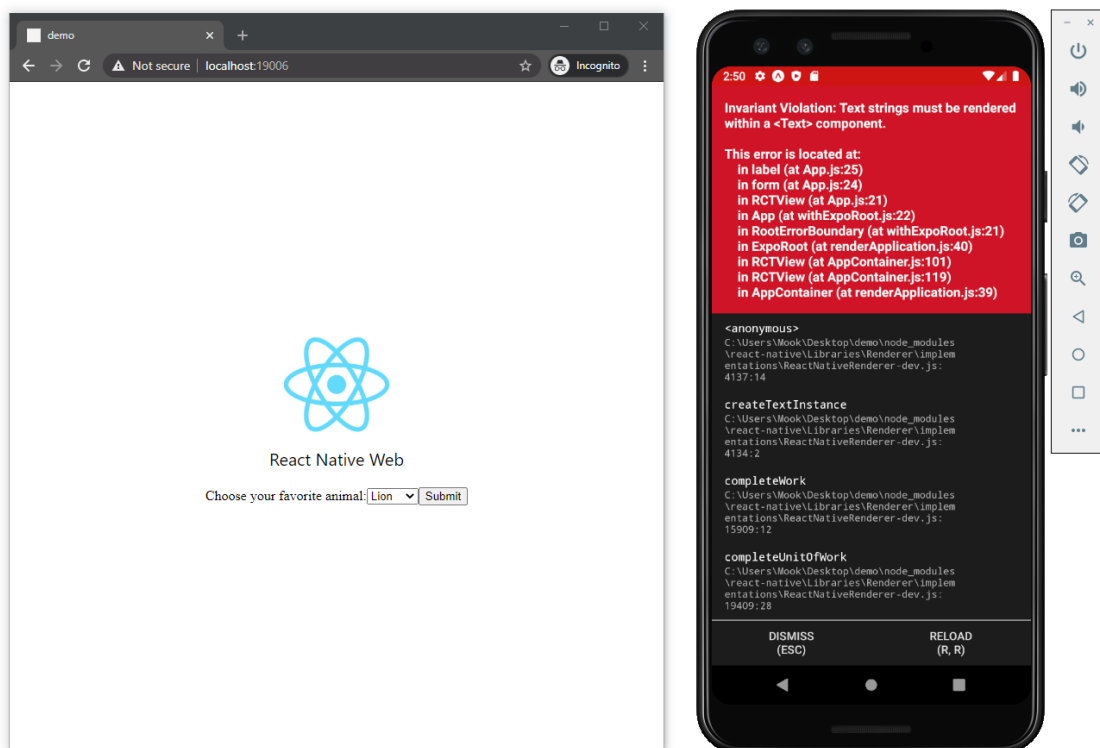 demo
Not secure localhost:19006
Incognito
React Native Web
Choose your favorite animal: Lion Submit
2:50
Invariant Violation: Text strings must be rendered
within a <Text> component.
This error is located at:
in label (at App.js:25)
in form (at App.js:24)
in RCTView (at App.js:21)
in App (at withExpoRoot.js:22)
in RootErrorBoundary (at withExpoRoot.js:21)
in ExpoRoot (at renderApplication.js:40)
in RCTView (at AppContainer.js:101)
in RCTView (at AppContainer.js:119)
in AppContainer (at renderApplication.js:39)
<anonymous>
C:\Users\Mook\Desktop\demo\node_modules
\react-native\Libraries\Renderer\implem
entations\ReactNativeRenderer-dev.js:
4137:14
createTextInstance
C:\Users\Mook\Desktop\demo\node_modules
\react-native\Libraries\Renderer\implem
entations\ReactNativeRenderer-dev.js:
4134:2
completeWork
C:\Users\Mook\Desktop\demo\node_modules
\react-native\Libraries\Renderer\implem
entations\ReactNativeRenderer-dev.js:
15909:12
completeUnitOfWork
C:\Users\Mook\Desktop\demo\node_modules
\react-native\Libraries\Renderer\implem
entations\ReactNativeRenderer-dev.js:
19409:28
DISMISS RELOAD
(ESC) (R, R)